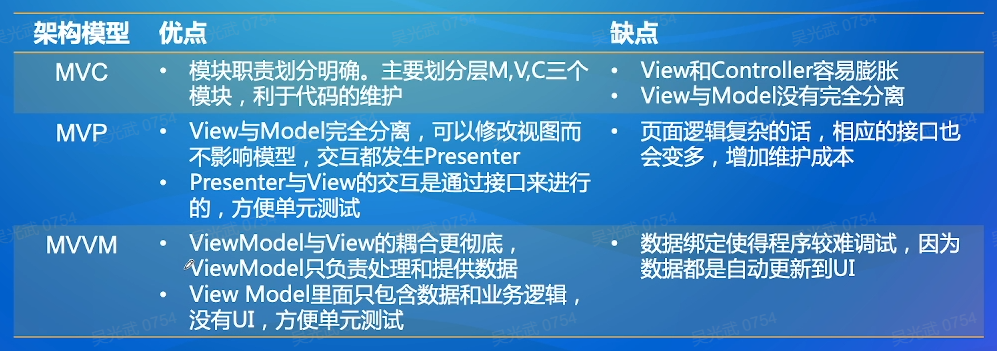 架构模型 优点 缺点
MVC
• 模块职责划分明确。主要划分层M,V,C三个
模块，利于代码的维护
• View和Controller容易膨胀
• View与Model没有完全分离
MVP
• View与Model完全分离，可以修改视图而
不影响模型，交互都发生Presenter
• Presenter与View的交互是通过接口来进行
的，方便单元测试
• 页面逻辑复杂的话，相应的接口也
会变多，增加维护成本
MVVM
• ViewModel与View的耦合更彻底，
ViewModel只负责处理和提供数据
• View Model里面只包含数据和业务逻辑，
没有UI，方便单元测试
• 数据绑定使得程序较难调试，因为
数据都是自动更新到UI
吴光武 0754